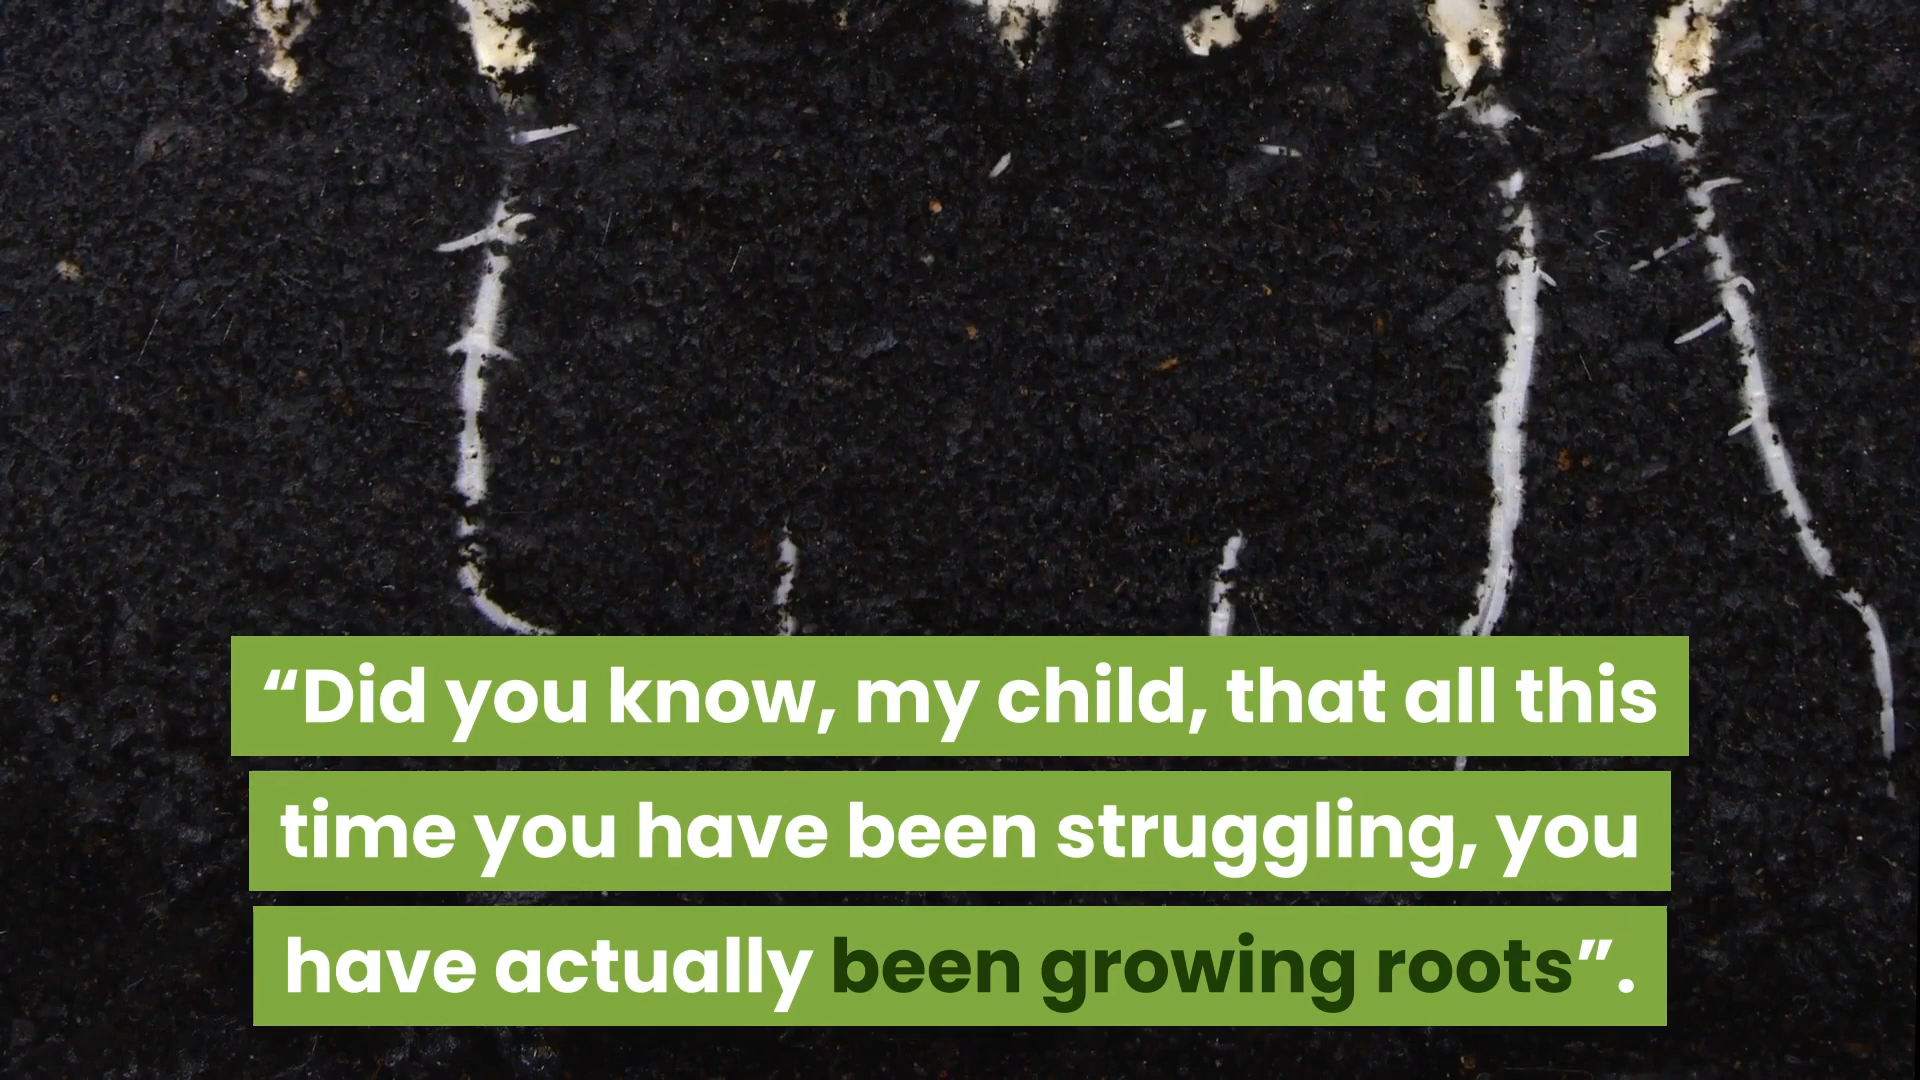 “Did you know, my child, that all this
time you have been struggling, you
have actually been growing roots”.